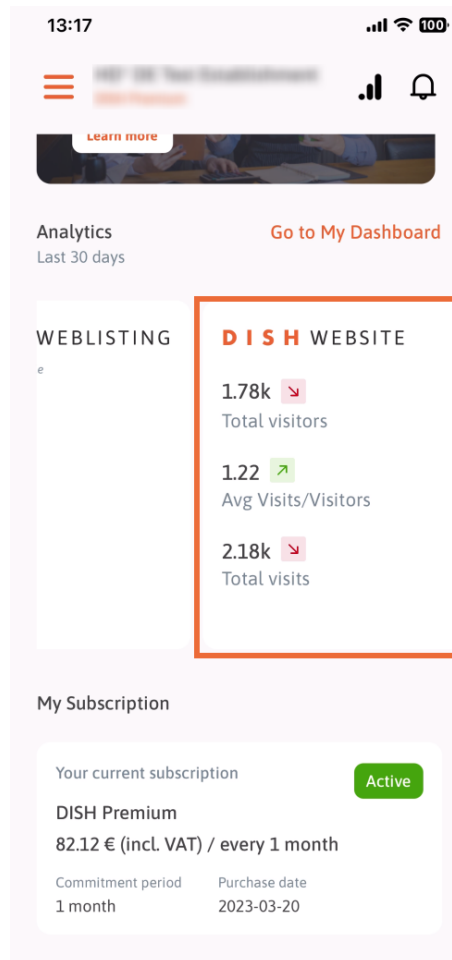 13:17
100
Learn more
Analytics
Go to My Dashboard
Last 30 days
WEBLISTING
e
DISH WEBSITE
1.78k
Total visitors
1.22
Avg Visits/Visitors
2.18k
Total visits
My Subscription
Your current subscription
Active
DISH Premium
82.12 € (incl. VAT) / every 1 month
Commitment period
Purchase date
1 month
2023-03-20